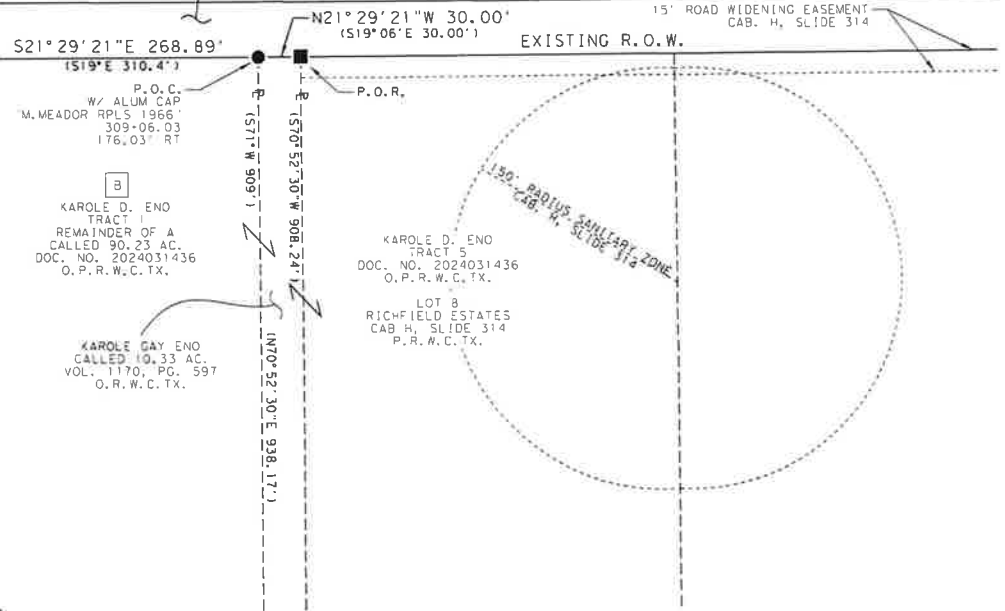 N21°29'21"W 30.00'
(S19°06'E 30.00')
15' ROAD WIDENING EASEMENT
CAB. H, SLIDE 314
S21°29'21"E 268.89'
(S19°E 310.4')
EXISTING R.O.W.
P.O.C.
W/ ALUM CAP
"M.MEADOR RPLS 1966"
309+06.03
176.03' RT
P.O.R.
(S71°W 909')
(S70°52'30"W 908.24')
150' RADIUS SANITARY ZONE
CAB. H, SLIDE 314
B
KAROLE D. ENO
TRACT 1
REMAINDER OF A
CALLED 90.23 AC.
DOC. NO. 2024031436
O.P.R.W.C.TX.
KAROLE D. ENO
TRACT 5
DOC. NO. 2024031436
O.P.R.W.C.TX.
LOT 8
RICHFIELD ESTATES
CAB H, SLIDE 314
P.R.W.C.TX.
KAROLE GAY ENO
CALLED 10.33 AC.
VOL. 1170, PG. 597
O.R.W.C.TX.
(N70°52'30"E 938.17')